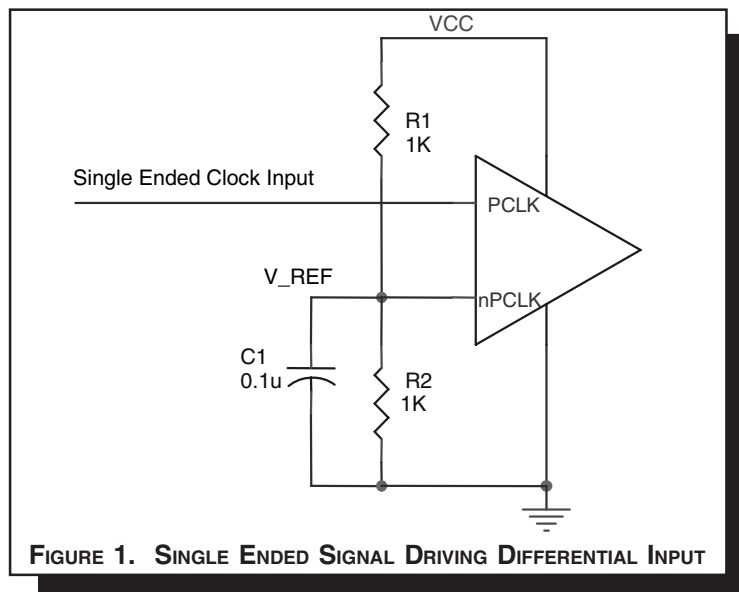 VCC
R1
1K
Single Ended Clock Input
PCLK
V_REF
nPCLK
C1
0.1u
R2
1K
FIGURE 1. SINGLE ENDED SIGNAL DRIVING DIFFERENTIAL INPUT